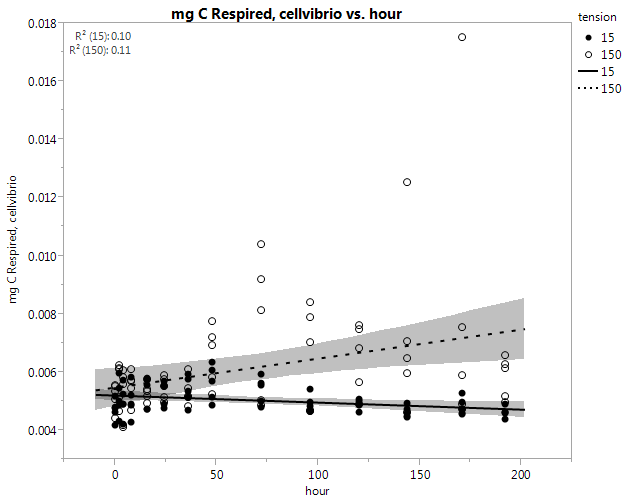 mg C Respired, cellvibrio vs. hour
R² (15): 0.10
R² (150): 0.11
tension
15
150
15
150
0.018
0.016
0.014
0.012
0.010
0.008
0.006
0.004
mg C Respired, cellvibrio
0
50
100
150
200
hour